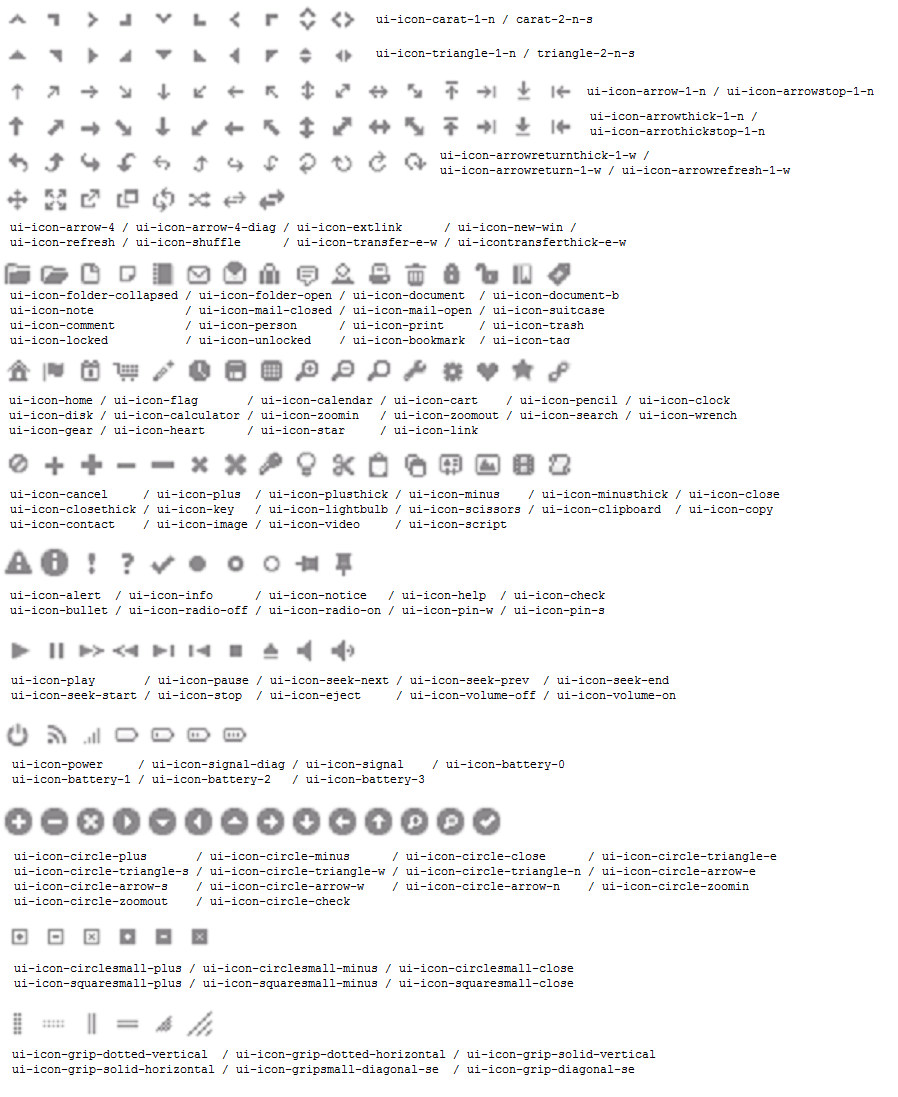 ui-icon-carat-1-n / carat-2-n-s
ui-icon-triangle-1-n / triangle-2-n-s
ui-icon-arrow-1-n / ui-icon-arrowstop-1-n
ui-icon-arrowthick-1-n /
ui-icon-arrothickstop-1-n
ui-icon-arrowreturnthick-1-w /
ui-icon-arrowreturn-1-w / ui-icon-arrowrefresh-1-w
ui-icon-arrow-4 / ui-icon-arrow-4-diag / ui-icon-extlink / ui-icon-new-win /
ui-icon-refresh / ui-icon-shuffle / ui-icon-transfer-e-w / ui-icontransferthick-e-w
ui-icon-folder-collapsed / ui-icon-folder-open / ui-icon-document / ui-icon-document-b
ui-icon-note / ui-icon-mail-closed / ui-icon-mail-open / ui-icon-suitcase
ui-icon-comment / ui-icon-person / ui-icon-print / ui-icon-trash
ui-icon-locked / ui-icon-unlocked / ui-icon-bookmark / ui-icon-tag
ui-icon-home / ui-icon-flag / ui-icon-calendar / ui-icon-cart / ui-icon-pencil / ui-icon-clock
ui-icon-disk / ui-icon-calculator / ui-icon-zoomin / ui-icon-zoomout / ui-icon-search / ui-icon-wrench
ui-icon-gear / ui-icon-heart / ui-icon-star / ui-icon-link
ui-icon-cancel / ui-icon-plus / ui-icon-plusthick / ui-icon-minus / ui-icon-minusthick / ui-icon-close
ui-icon-closethick / ui-icon-key / ui-icon-lightbulb / ui-icon-scissors / ui-icon-clipboard / ui-icon-copy
ui-icon-contact / ui-icon-image / ui-icon-video / ui-icon-script
ui-icon-alert / ui-icon-info / ui-icon-notice / ui-icon-help / ui-icon-check
ui-icon-bullet / ui-icon-radio-off / ui-icon-radio-on / ui-icon-pin-w / ui-icon-pin-s
ui-icon-play / ui-icon-pause / ui-icon-seek-next / ui-icon-seek-prev / ui-icon-seek-end
ui-icon-seek-start / ui-icon-stop / ui-icon-eject / ui-icon-volume-off / ui-icon-volume-on
ui-icon-power / ui-icon-signal-diag / ui-icon-signal / ui-icon-battery-0
ui-icon-battery-1 / ui-icon-battery-2 / ui-icon-battery-3
ui-icon-circle-plus / ui-icon-circle-minus / ui-icon-circle-close / ui-icon-circle-triangle-e
ui-icon-circle-triangle-s / ui-icon-circle-triangle-w / ui-icon-circle-triangle-n / ui-icon-circle-arrow-e
ui-icon-circle-arrow-s / ui-icon-circle-arrow-w / ui-icon-circle-arrow-n / ui-icon-circle-zoomin
ui-icon-circle-zoomout / ui-icon-circle-check
ui-icon-circlesmall-plus / ui-icon-circlesmall-minus / ui-icon-circlesmall-close
ui-icon-squaresmall-plus / ui-icon-squaresmall-minus / ui-icon-squaresmall-close
ui-icon-grip-dotted-vertical / ui-icon-grip-dotted-horizontal / ui-icon-grip-solid-vertical
ui-icon-grip-solid-horizontal / ui-icon-gripsmall-diagonal-se / ui-icon-grip-diagonal-se